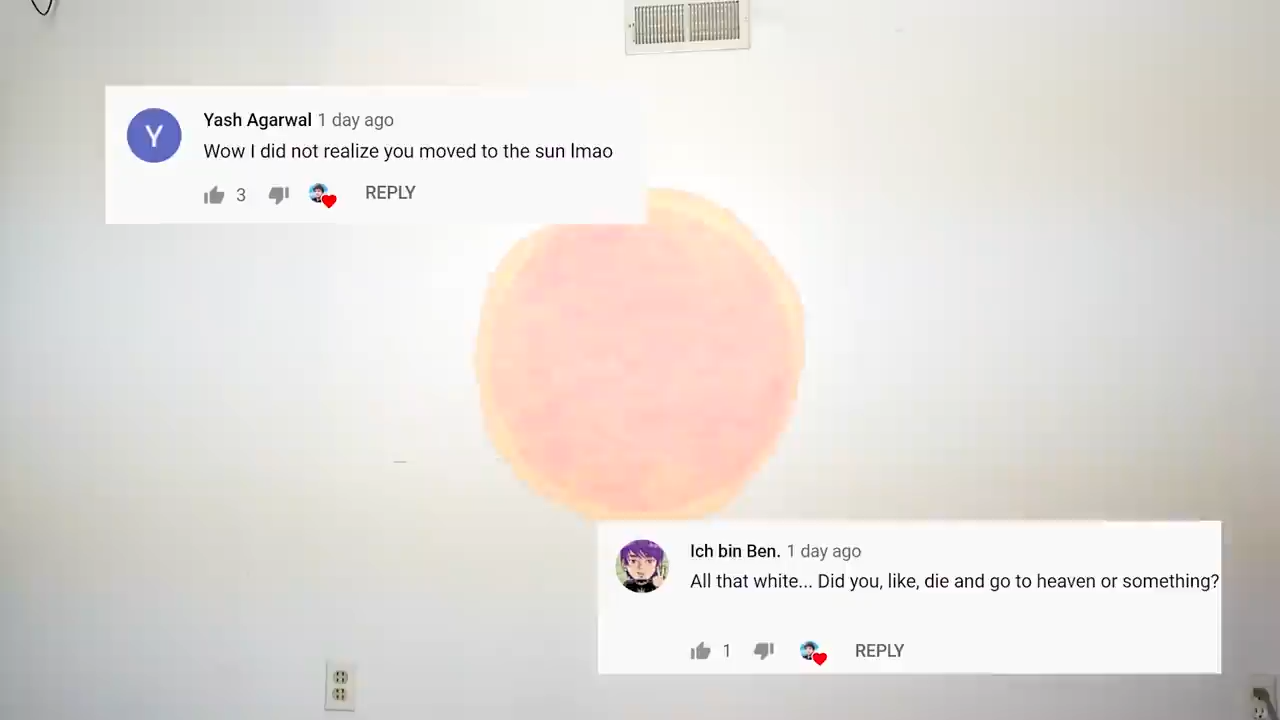 Y
Yash Agarwal 1 day ago
Wow I did not realize you moved to the sun lmao
3
REPLY
Ich bin Ben. 1 day ago
All that white... Did you, like, die and go to heaven or something?
1
REPLY